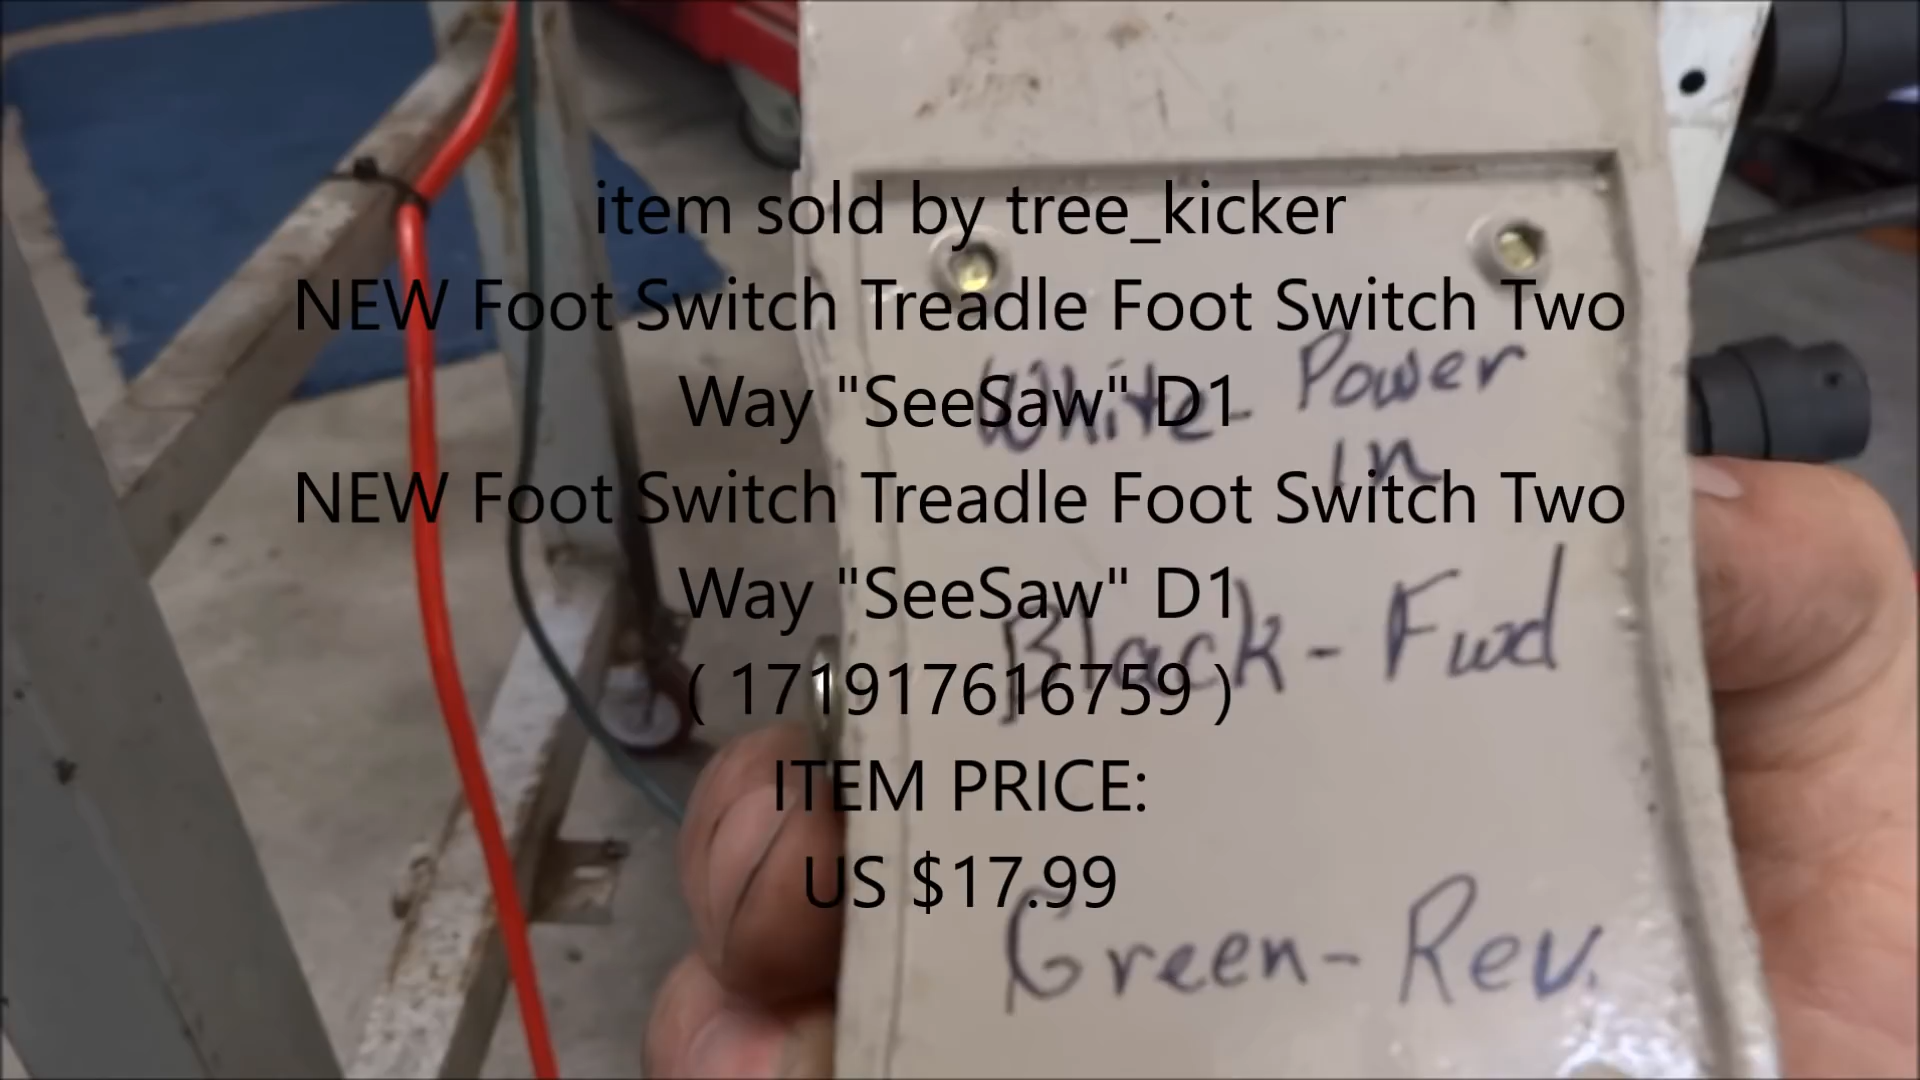 item sold by tree_kicker
NEW Foot Switch Treadle Foot Switch Two
Way "SeeSaw" D1
NEW Foot Switch Treadle Foot Switch Two
Way "SeeSaw" D1
( 171917616759 )
ITEM PRICE:
US $17.99
White - Power
in
Black - Fwd
Green - Rev.